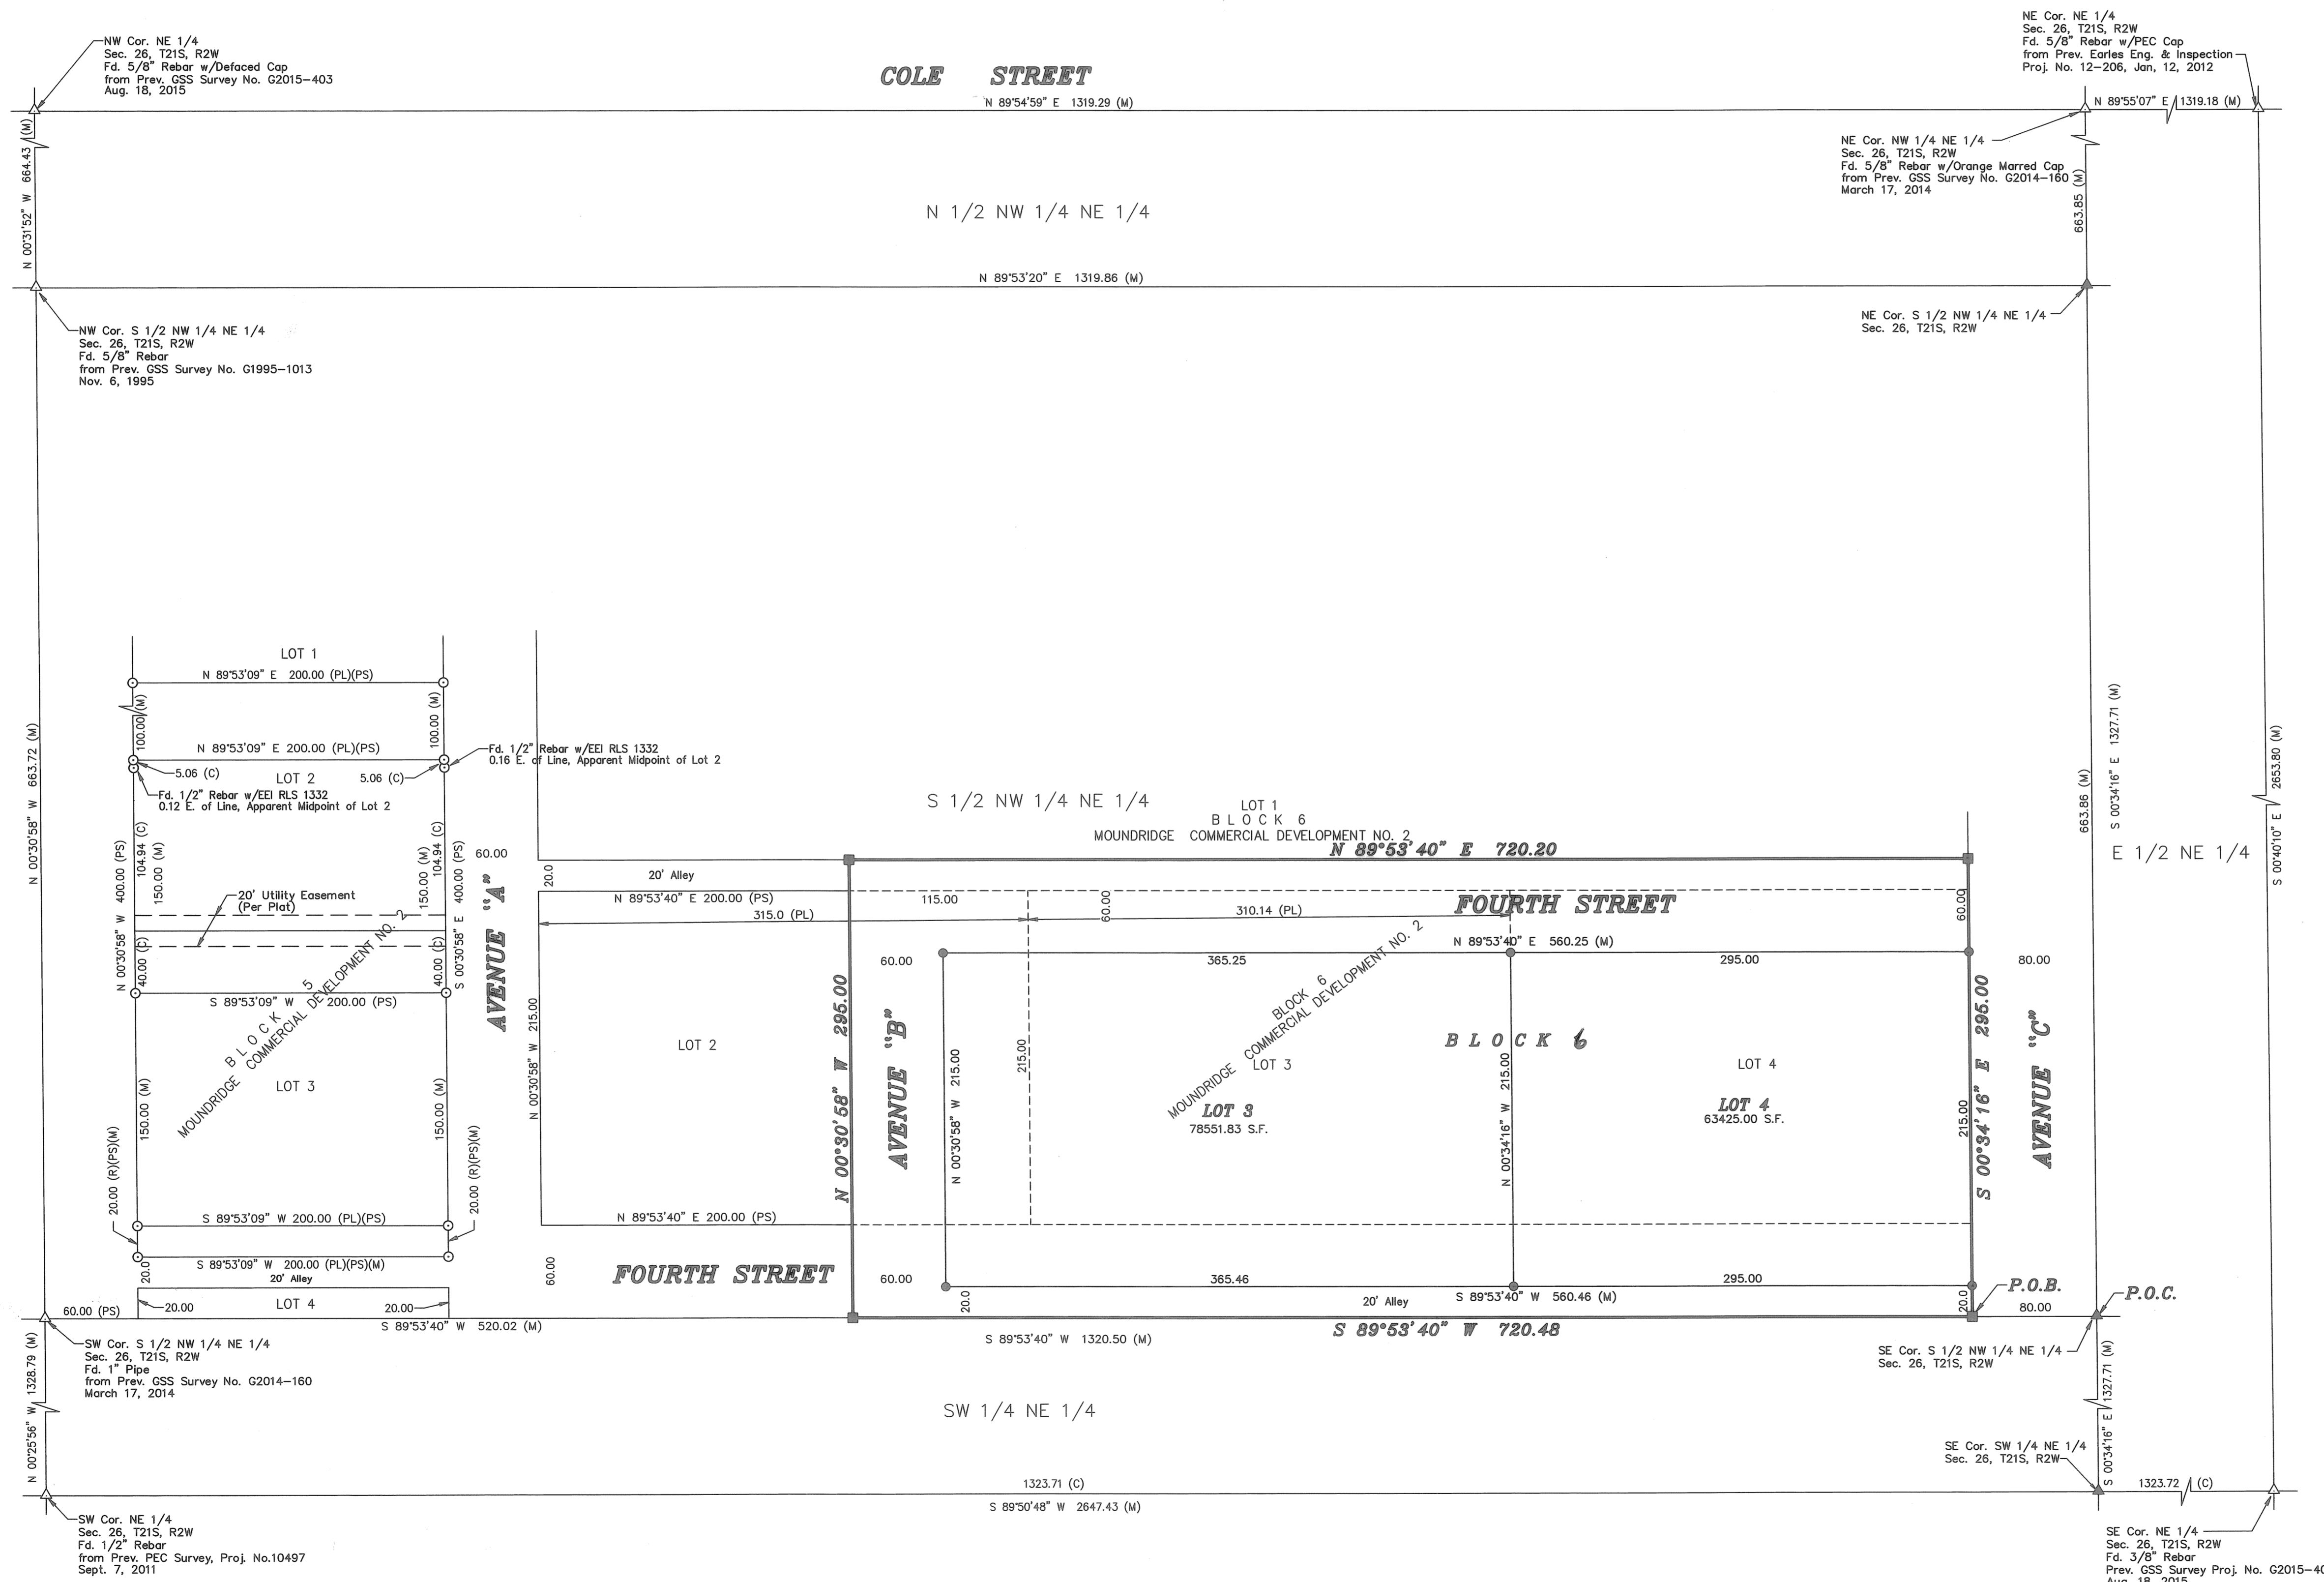 NW Cor. NE 1/4
Sec. 26, T21S, R2W
Fd. 5/8" Rebar w/Defaced Cap
from Prev. GSS Survey No. G2015-403
Aug. 18, 2015
COLE STREET
N 89°54'59" E 1319.29 (M)
NE Cor. NE 1/4
Sec. 26, T21S, R2W
Fd. 5/8" Rebar w/PEC Cap
from Prev. Earles Eng. & Inspection
Proj. No. 12-206, Jan, 12, 2012
N 89°55'07" E 1319.18 (M)
NE Cor. NW 1/4 NE 1/4
Sec. 26, T21S, R2W
Fd. 5/8" Rebar w/Orange Marred Cap
from Prev. GSS Survey No. G2014-160
March 17, 2014
N 00°31'52" W 664.43 (M)
663.85 (M)
N 1/2 NW 1/4 NE 1/4
N 89°53'20" E 1319.86 (M)
NW Cor. S 1/2 NW 1/4 NE 1/4
Sec. 26, T21S, R2W
Fd. 5/8" Rebar
from Prev. GSS Survey No. G1995-1013
Nov. 6, 1995
NE Cor. S 1/2 NW 1/4 NE 1/4
Sec. 26, T21S, R2W
N 00°30'58" W 663.72 (M)
LOT 1
N 89°53'09" E 200.00 (PL)(PS)
100.00 (M)
100.00 (M)
N 89°53'09" E 200.00 (PL)(PS)
5.06 (C)
LOT 2
5.06 (C)
Fd. 1/2" Rebar w/EEI RLS 1332
0.16 E. of Line, Apparent Midpoint of Lot 2
Fd. 1/2" Rebar w/EEI RLS 1332
0.12 E. of Line, Apparent Midpoint of Lot 2
N 00°30'58" W 400.00 (PS)
104.94 (C)
150.00 (M)
150.00 (M)
104.94 (C)
S 00°30'58" E 400.00 (PS)
20' Utility Easement
(Per Plat)
40.00 (C)
40.00 (C)
S 89°53'09" W 200.00 (PS)
BLOCK 5
MOUNDRIDGE COMMERCIAL DEVELOPMENT NO. 2
LOT 3
150.00 (M)
150.00 (M)
20.00 (R)(PS)(M)
20.00 (R)(PS)(M)
S 89°53'09" W 200.00 (PL)(PS)
S 89°53'09" W 200.00 (PL)(PS)(M)
20.0
20' Alley
20.00
LOT 4
20.00
60.00 (PS)
S 89°53'40" W 520.02 (M)
60.00
AVENUE "A"
20.0
20' Alley
N 89°53'40" E 200.00 (PS)
315.0 (PL)
N 00°30'58" W 215.00
LOT 2
N 89°53'40" E 200.00 (PS)
60.00
FOURTH STREET
S 1/2 NW 1/4 NE 1/4
LOT 1
BLOCK 6
MOUNDRIDGE COMMERCIAL DEVELOPMENT NO. 2
N 89°53'40" E 720.20
115.00
60.00
310.14 (PL)
FOURTH STREET
60.00
N 89°53'40" E 560.25 (M)
60.00
365.25
295.00
80.00
N 00°30'58" W 295.00
AVENUE "B"
N 00°30'58" W 215.00
215.00
BLOCK 6
MOUNDRIDGE COMMERCIAL DEVELOPMENT NO. 2
LOT 3
LOT 3
78551.83 S.F.
BLOCK 6
N 00°34'16" W 215.00
LOT 4
LOT 4
63425.00 S.F.
215.00
S 00°34'16" E 295.00
AVENUE "C"
663.86 (M)
S 00°34'16" E 1327.71 (M)
E 1/2 NE 1/4
S 00°40'10" E 2653.80 (M)
60.00
365.46
295.00
20.0
20' Alley
S 89°53'40" W 560.46 (M)
20.0
P.O.B.
80.00
P.O.C.
S 89°53'40" W 1320.50 (M)
S 89°53'40" W 720.48
SW Cor. S 1/2 NW 1/4 NE 1/4
Sec. 26, T21S, R2W
Fd. 1" Pipe
from Prev. GSS Survey No. G2014-160
March 17, 2014
SE Cor. S 1/2 NW 1/4 NE 1/4
Sec. 26, T21S, R2W
N 00°25'56" W 1328.79 (M)
SW 1/4 NE 1/4
S 00°34'16" E 1327.71 (M)
SE Cor. SW 1/4 NE 1/4
Sec. 26, T21S, R2W
1323.71 (C)
1323.72 (C)
S 89°50'48" W 2647.43 (M)
SW Cor. NE 1/4
Sec. 26, T21S, R2W
Fd. 1/2" Rebar
from Prev. PEC Survey, Proj. No.10497
Sept. 7, 2011
SE Cor. NE 1/4
Sec. 26, T21S, R2W
Fd. 3/8" Rebar
Prev. GSS Survey Proj. No. G2015-40
Aug. 18, 2015